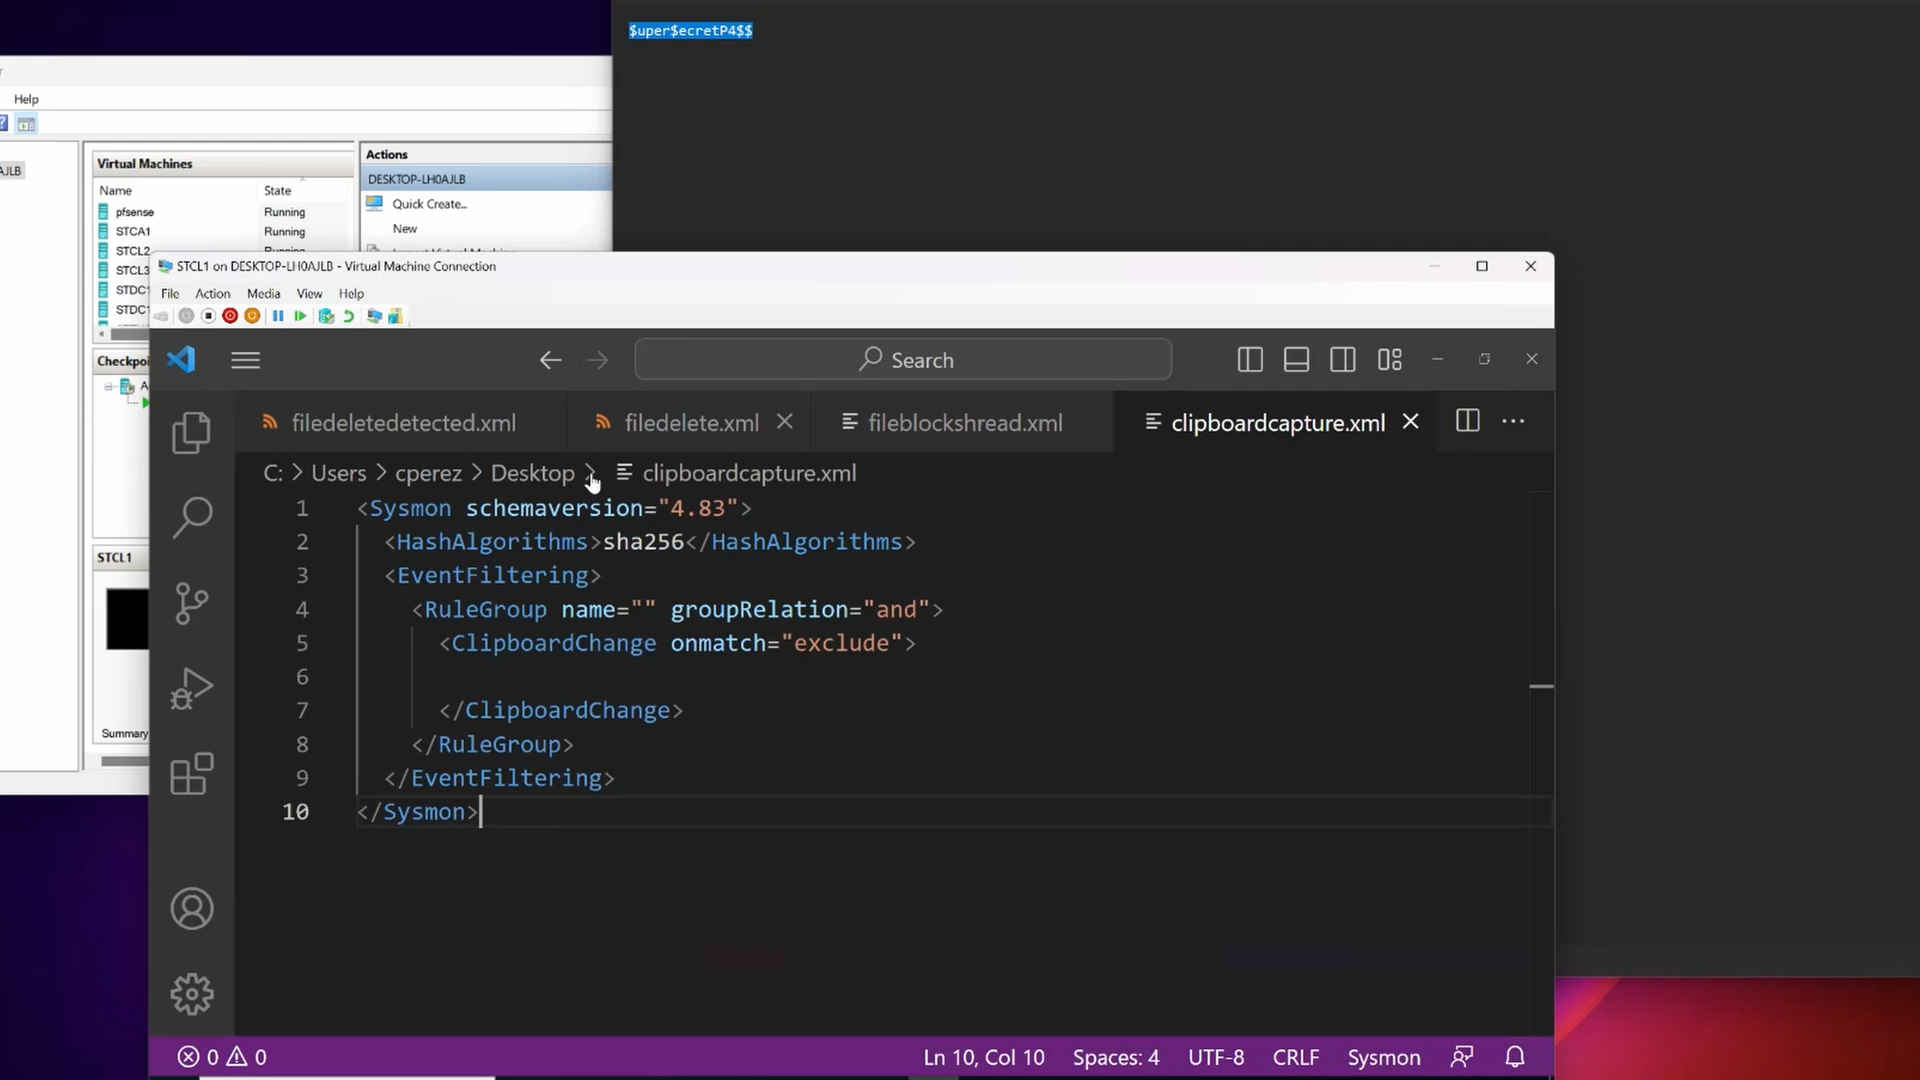 $uper$ecretP4$$
Help
AJLB
Virtual Machines
Name State
pfsense Running
STCA1 Running
STCL2 Running
STCL3
STDC1
STDC1
Actions
DESKTOP-LH0AJLB
Quick Create...
New
Checkpoi
A
STCL1
Summary
STCL1 on DESKTOP-LH0AJLB - Virtual Machine Connection
File Action Media View Help
Search
filedeletedetected.xml filedelete.xml fileblockshread.xml clipboardcapture.xml
C: > Users > cperez > Desktop > clipboardcapture.xml
1 <Sysmon schemaversion="4.83">
2 <HashAlgorithms>sha256</HashAlgorithms>
3 <EventFiltering>
4 <RuleGroup name="" groupRelation="and">
5 <ClipboardChange onmatch="exclude">
6
7 </ClipboardChange>
8 </RuleGroup>
9 </EventFiltering>
10 </Sysmon>
0 0 Ln 10, Col 10 Spaces: 4 UTF-8 CRLF Sysmon